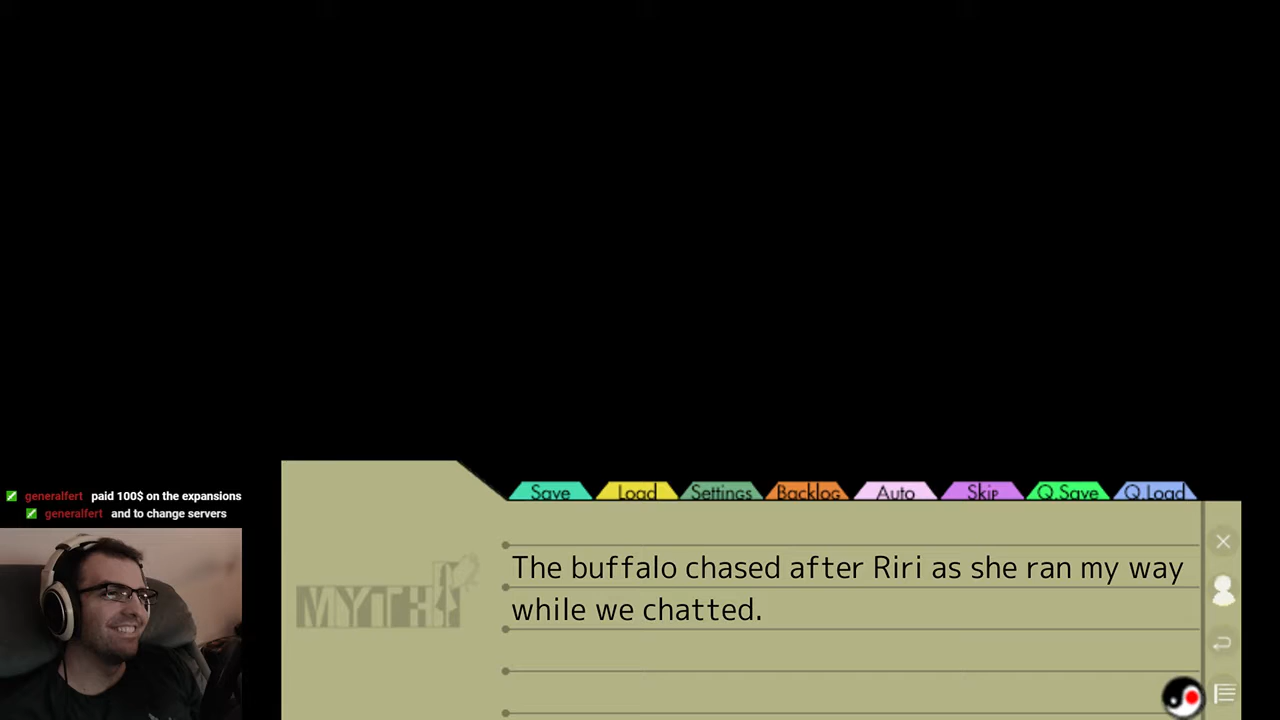 generalfert paid 100$ on the expansions
generalfert and to change servers
Save Load Settings Backlog Auto Skip Q.Save Q.Load
MYTH
The buffalo chased after Riri as she ran my way
while we chatted.